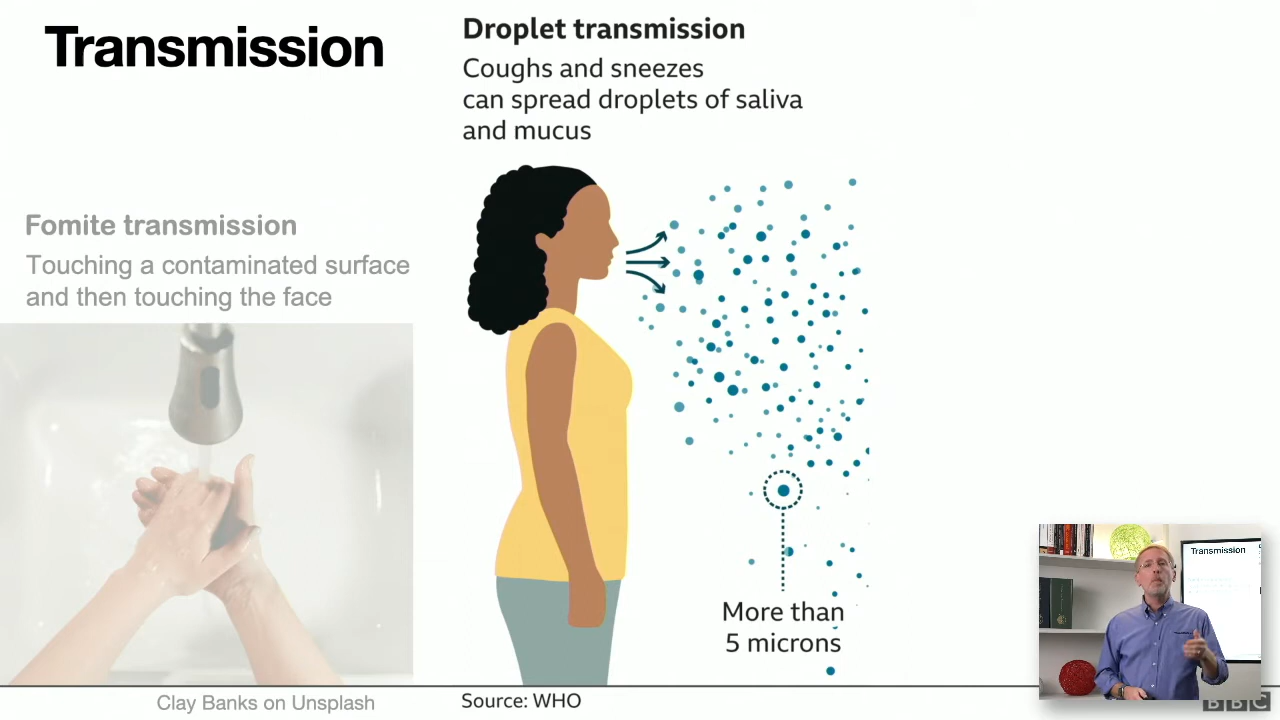 Transmission
Droplet transmission
Coughs and sneezes
can spread droplets of saliva
and mucus
Fomite transmission
Touching a contaminated surface
and then touching the face
More than
5 microns
Clay Banks on Unsplash
Source: WHO
Transmission
BBC